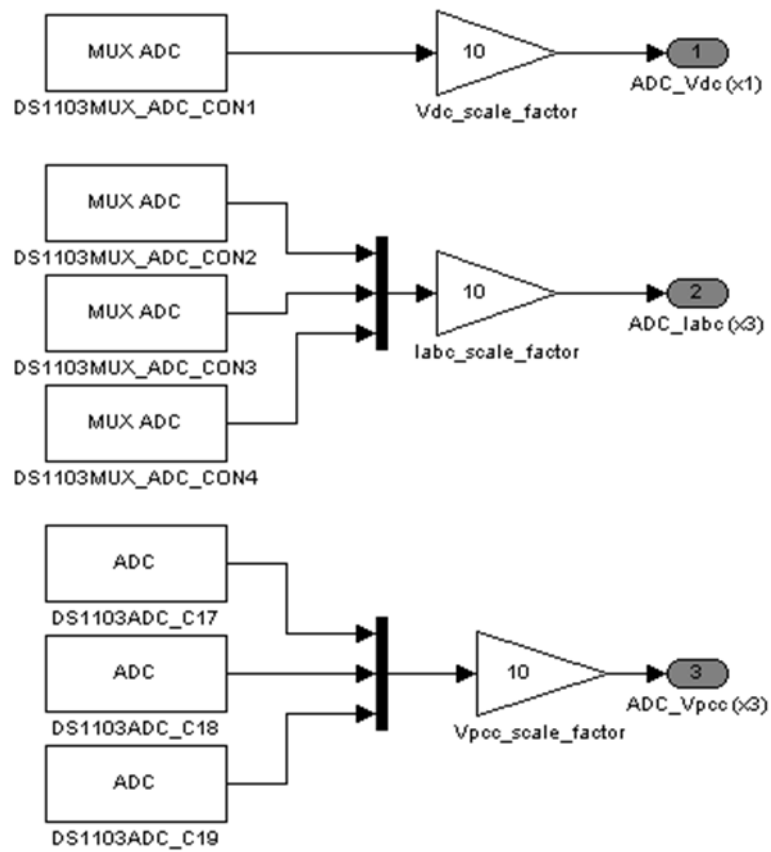 MUX ADC
10
1
DS1103MUX_ADC_CON1
Vdc_scale_factor
ADC_Vdc (x1)
MUX ADC
DS1103MUX_ADC_CON2
MUX ADC
DS1103MUX_ADC_CON3
MUX ADC
DS1103MUX_ADC_CON4
10
Iabc_scale_factor
2
ADC_Iabc (x3)
ADC
DS1103ADC_C17
ADC
DS1103ADC_C18
ADC
DS1103ADC_C19
10
Vpcc_scale_factor
3
ADC_Vpcc (x3)